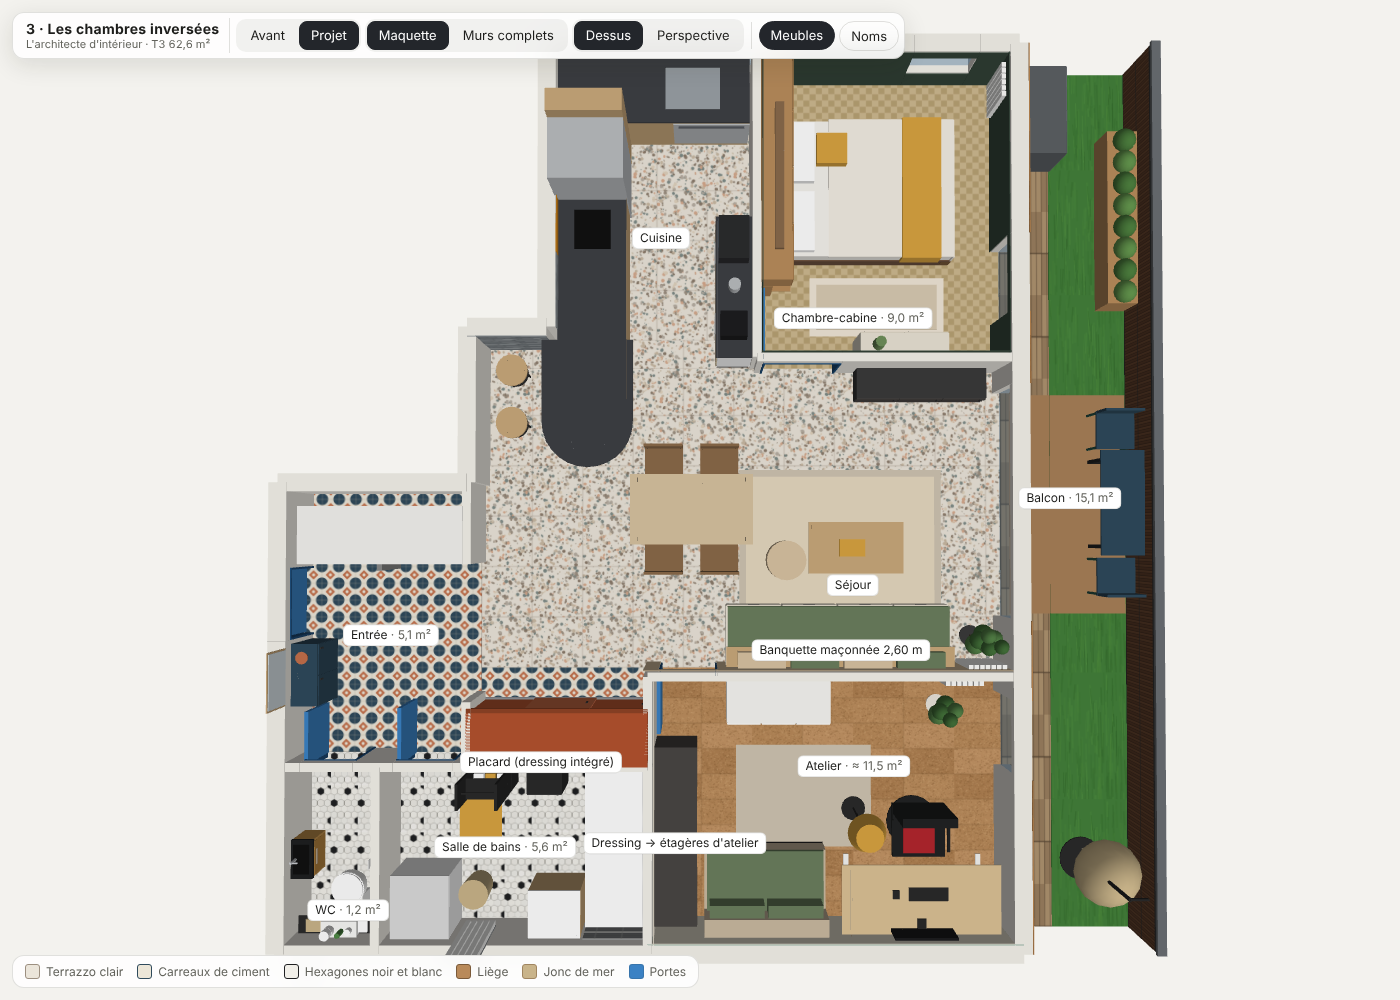 3 · Les chambres inversées
L'architecte d'intérieur · T3 62,6 m²
Avant
Projet
Maquette
Murs complets
Dessus
Perspective
Meubles
Noms
Cuisine
Chambre-cabine · 9,0 m²
Balcon · 15,1 m²
Séjour
Entrée · 5,1 m²
Banquette maçonnée 2,60 m
Placard (dressing intégré)
Atelier · ≈ 11,5 m²
Salle de bains · 5,6 m²
Dressing → étagères d'atelier
WC · 1,2 m²
Terrazzo clair
Carreaux de ciment
Hexagones noir et blanc
Liège
Jonc de mer
Portes